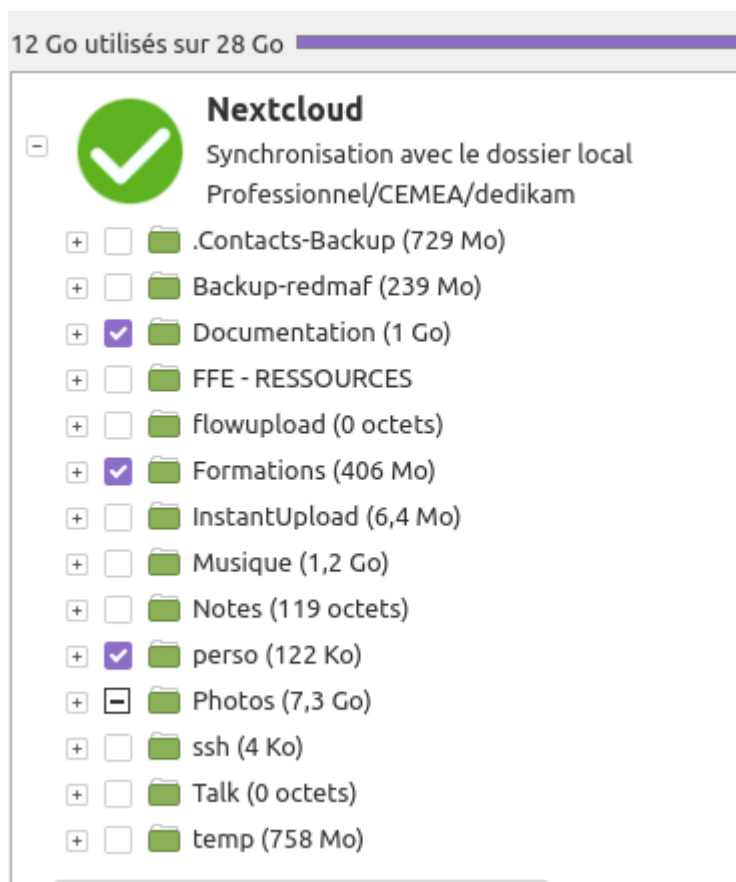 12 Go utilisés sur 28 Go
Nextcloud
Synchronisation avec le dossier local
Professionnel/CEMEA/dedikam
.Contacts-Backup (729 Mo)
Backup-redmaf (239 Mo)
Documentation (1 Go)
FFE - RESSOURCES
flowupload (0 octets)
Formations (406 Mo)
InstantUpload (6,4 Mo)
Musique (1,2 Go)
Notes (119 octets)
perso (122 Ko)
Photos (7,3 Go)
ssh (4 Ko)
Talk (0 octets)
temp (758 Mo)